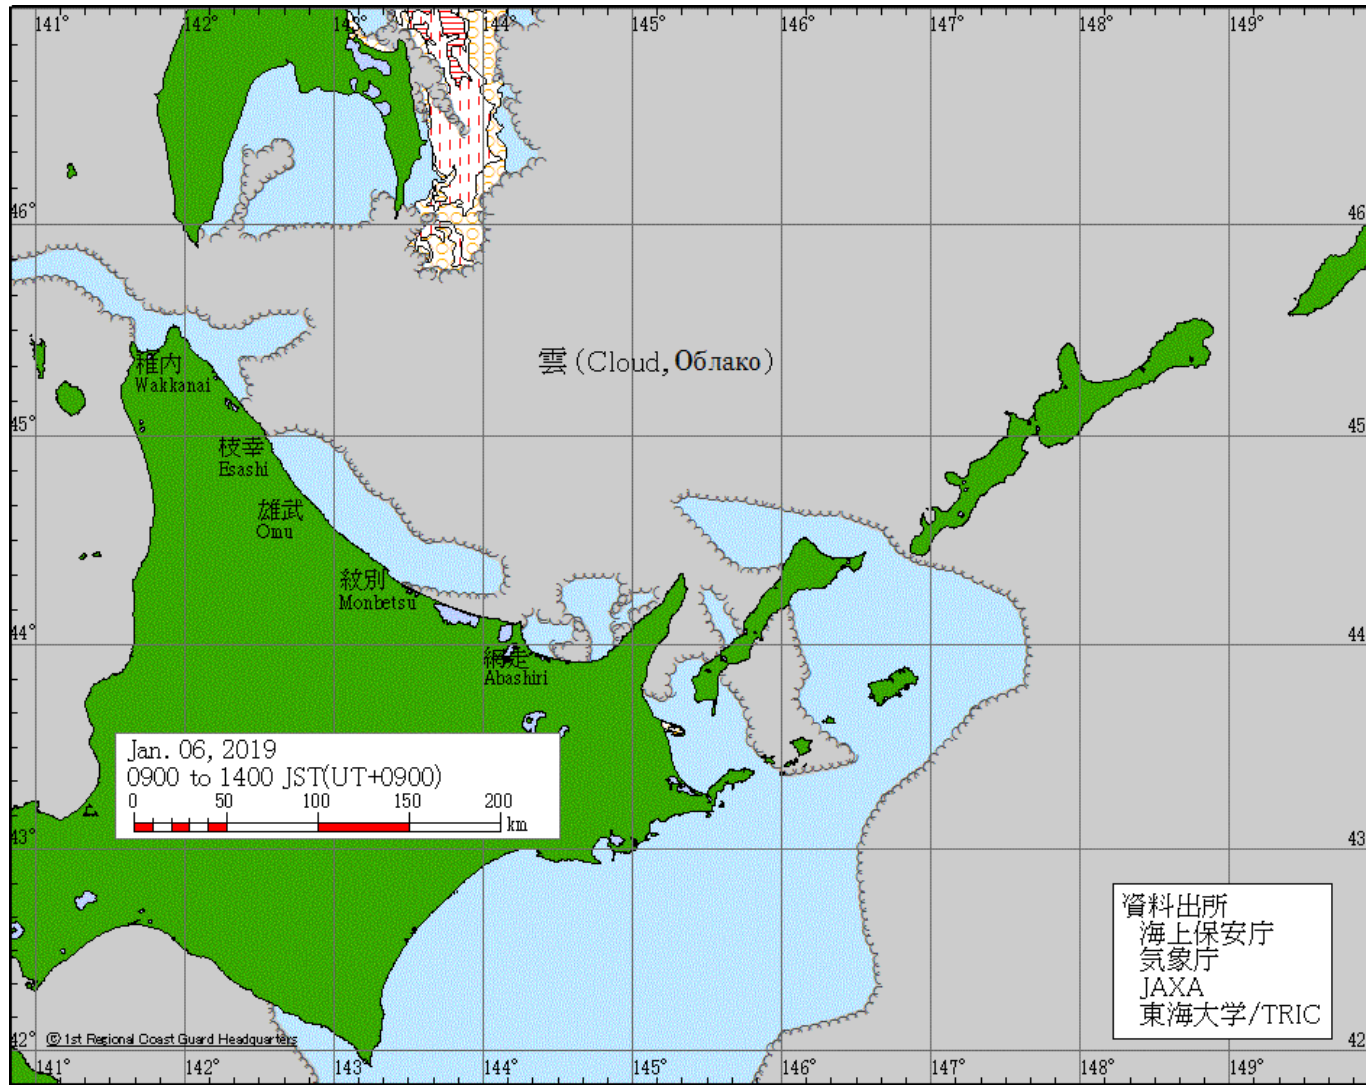 141° 142° 143° 144° 145° 146° 147° 148° 149°
46° 46°
雲(Cloud, Облако)
稚内
Wakkanai
45° 45°
枝幸
Esashi
雄武
Omu
紋別
Monbetsu
44° 44°
網走
Abashiri
Jan. 06, 2019
0900 to 1400 JST(UT+0900)
0 50 100 150 200
km
43° 43°
資料出所
海上保安庁
気象庁
JAXA
東海大学/TRIC
42° 42°
© 1st Regional Coast Guard Headquarters
141° 142° 143° 144° 145° 146° 147° 148° 149°